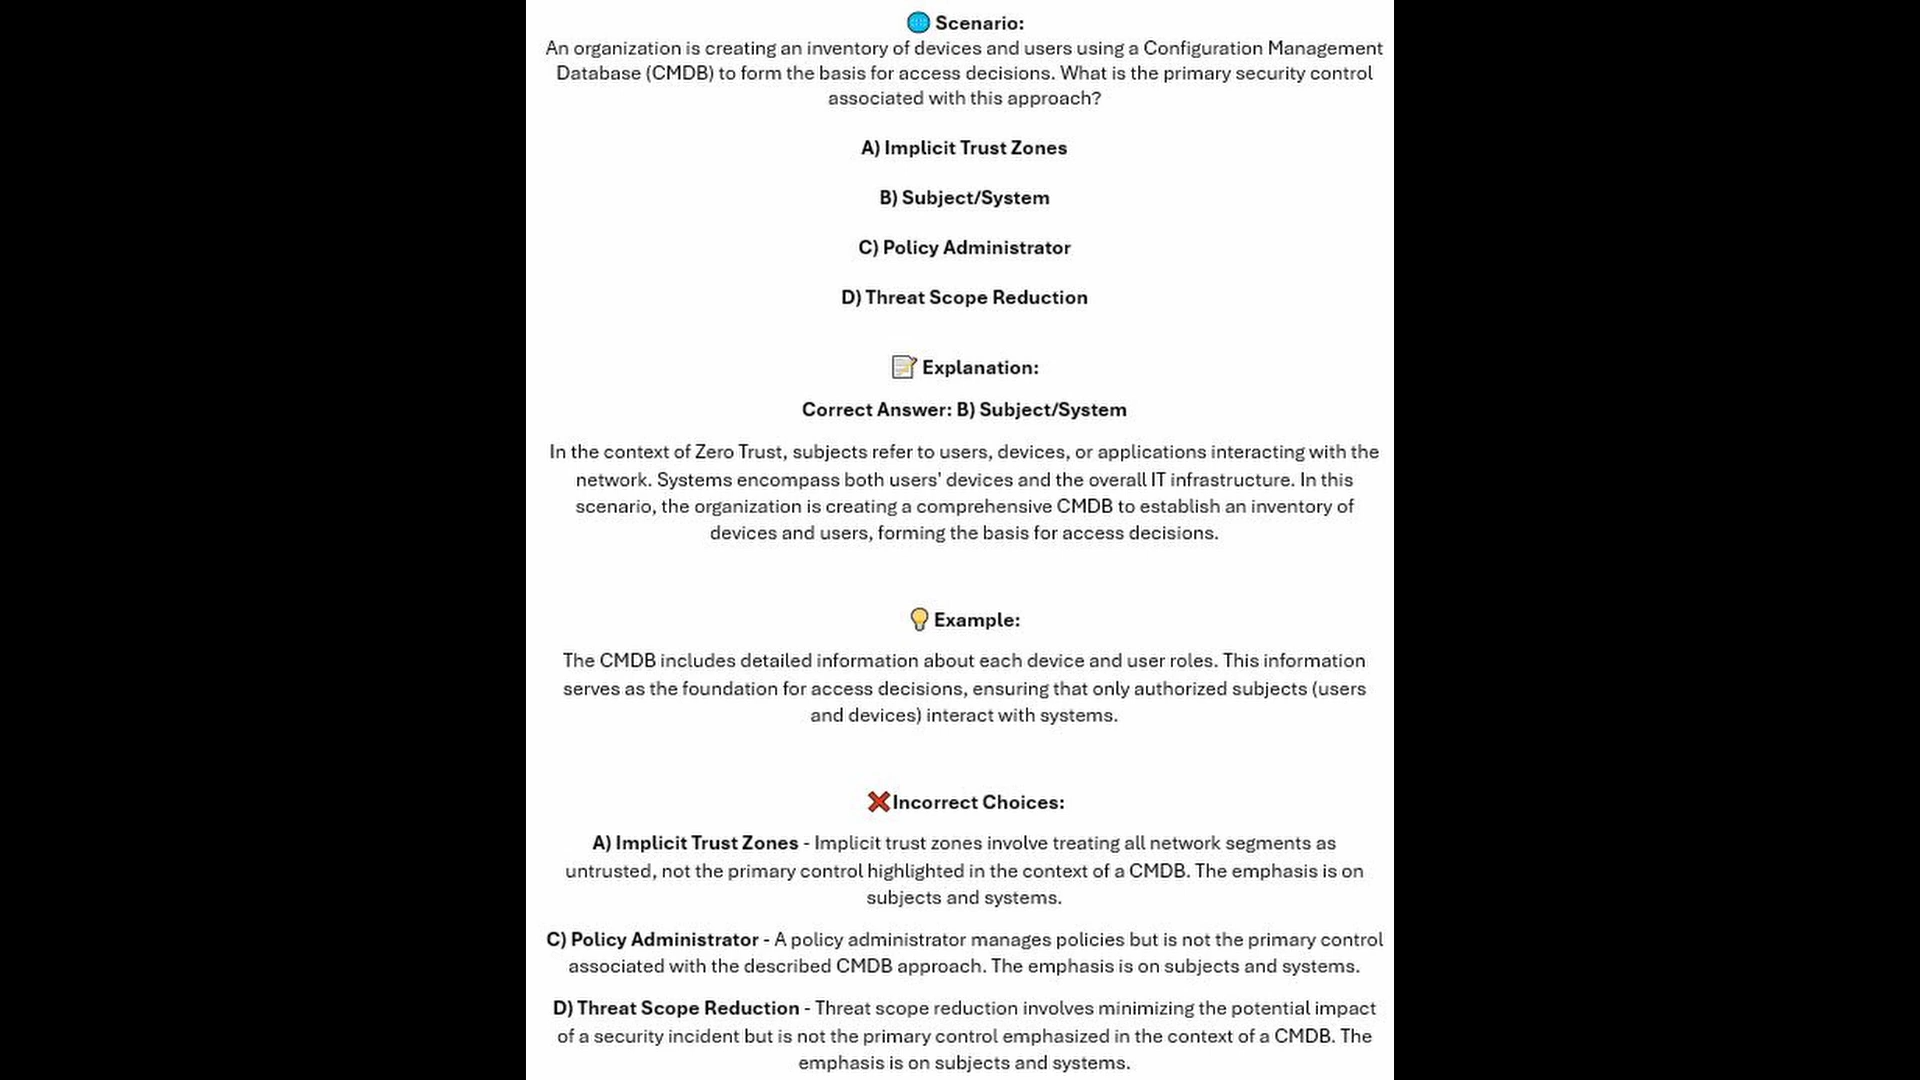 Scenario:
An organization is creating an inventory of devices and users using a Configuration Management
Database (CMDB) to form the basis for access decisions. What is the primary security control
associated with this approach?
A) Implicit Trust Zones
B) Subject/System
C) Policy Administrator
D) Threat Scope Reduction
Explanation:
Correct Answer: B) Subject/System
In the context of Zero Trust, subjects refer to users, devices, or applications interacting with the
network. Systems encompass both users' devices and the overall IT infrastructure. In this
scenario, the organization is creating a comprehensive CMDB to establish an inventory of
devices and users, forming the basis for access decisions.
Example:
The CMDB includes detailed information about each device and user roles. This information
serves as the foundation for access decisions, ensuring that only authorized subjects (users
and devices) interact with systems.
Incorrect Choices:
A) Implicit Trust Zones - Implicit trust zones involve treating all network segments as
untrusted, not the primary control highlighted in the context of a CMDB. The emphasis is on
subjects and systems.
C) Policy Administrator - A policy administrator manages policies but is not the primary control
associated with the described CMDB approach. The emphasis is on subjects and systems.
D) Threat Scope Reduction - Threat scope reduction involves minimizing the potential impact
of a security incident but is not the primary control emphasized in the context of a CMDB. The
emphasis is on subjects and systems.